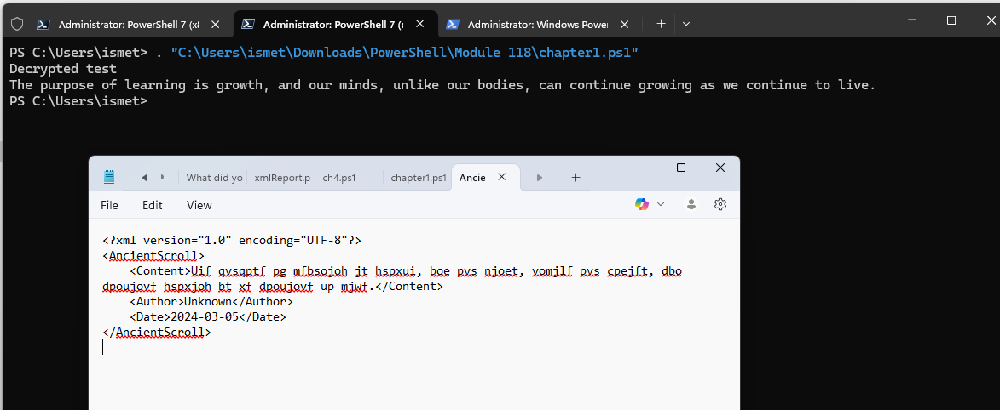 Administrator: PowerShell 7 (x8
Administrator: PowerShell 7 (x
Administrator: Windows Power
PS C:\Users\ismet> . "C:\Users\ismet\Downloads\PowerShell\Module 118\chapter1.ps1"
Decrypted test
The purpose of learning is growth, and our minds, unlike our bodies, can continue growing as we continue to live.
PS C:\Users\ismet>
What did yo
xmlReport.p
ch4.ps1
chapter1.ps1
Ancie
File
Edit
View
<?xml version="1.0" encoding="UTF-8"?>
<AncientScroll>
<Content>Uif qvsqptf pg mfbsojoh jt hspxui, boe pvs njoet, vomjlf pvs cpejft, dbo
dpoujovf hspxjoh bt xf dpoujovf up mjwf.</Content>
<Author>Unknown</Author>
<Date>2024-03-05</Date>
</AncientScroll>